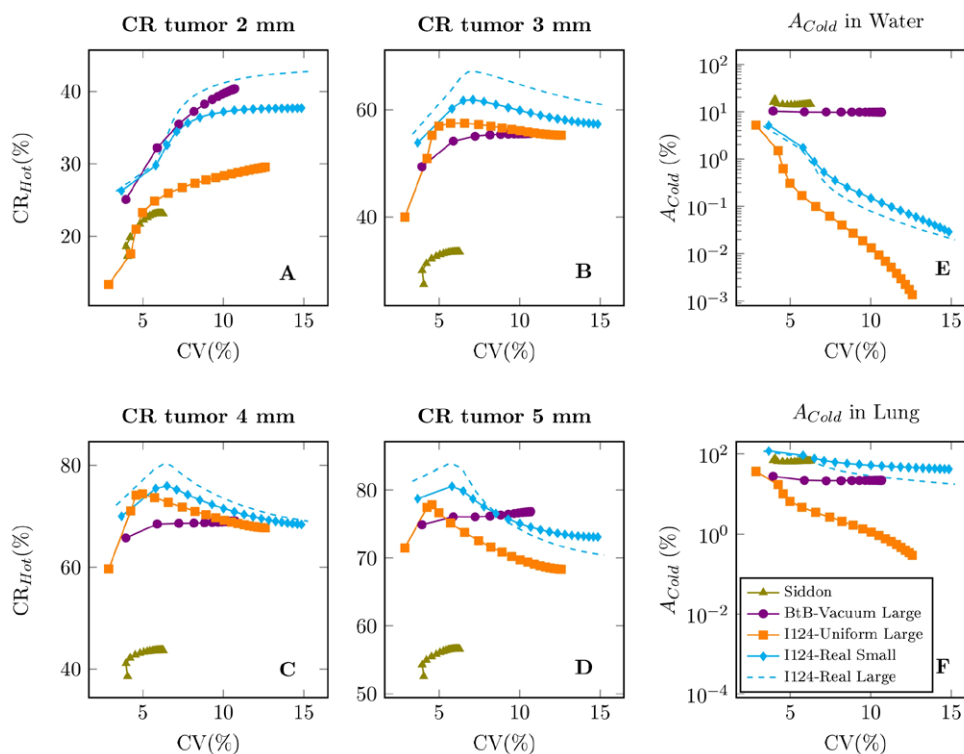 CR tumor 2 mm
CR tumor 3 mm
A_Cold in Water
40
30
20
CR_Hot(%)
A
5
10
15
CV(%)
60
40
B
5
10
15
CV(%)
10^2
10^1
10^0
10^-1
10^-2
10^-3
A_Cold (%)
E
5
10
15
CV(%)
CR tumor 4 mm
CR tumor 5 mm
A_Cold in Lung
80
60
40
CR_Hot(%)
C
5
10
15
CV(%)
80
70
60
50
D
5
10
15
CV(%)
10^2
10^0
10^-2
10^-4
A_Cold (%)
Siddon
BtB-Vacuum Large
I124-Uniform Large
I124-Real Small
I124-Real Large
F
5
10
15
CV(%)